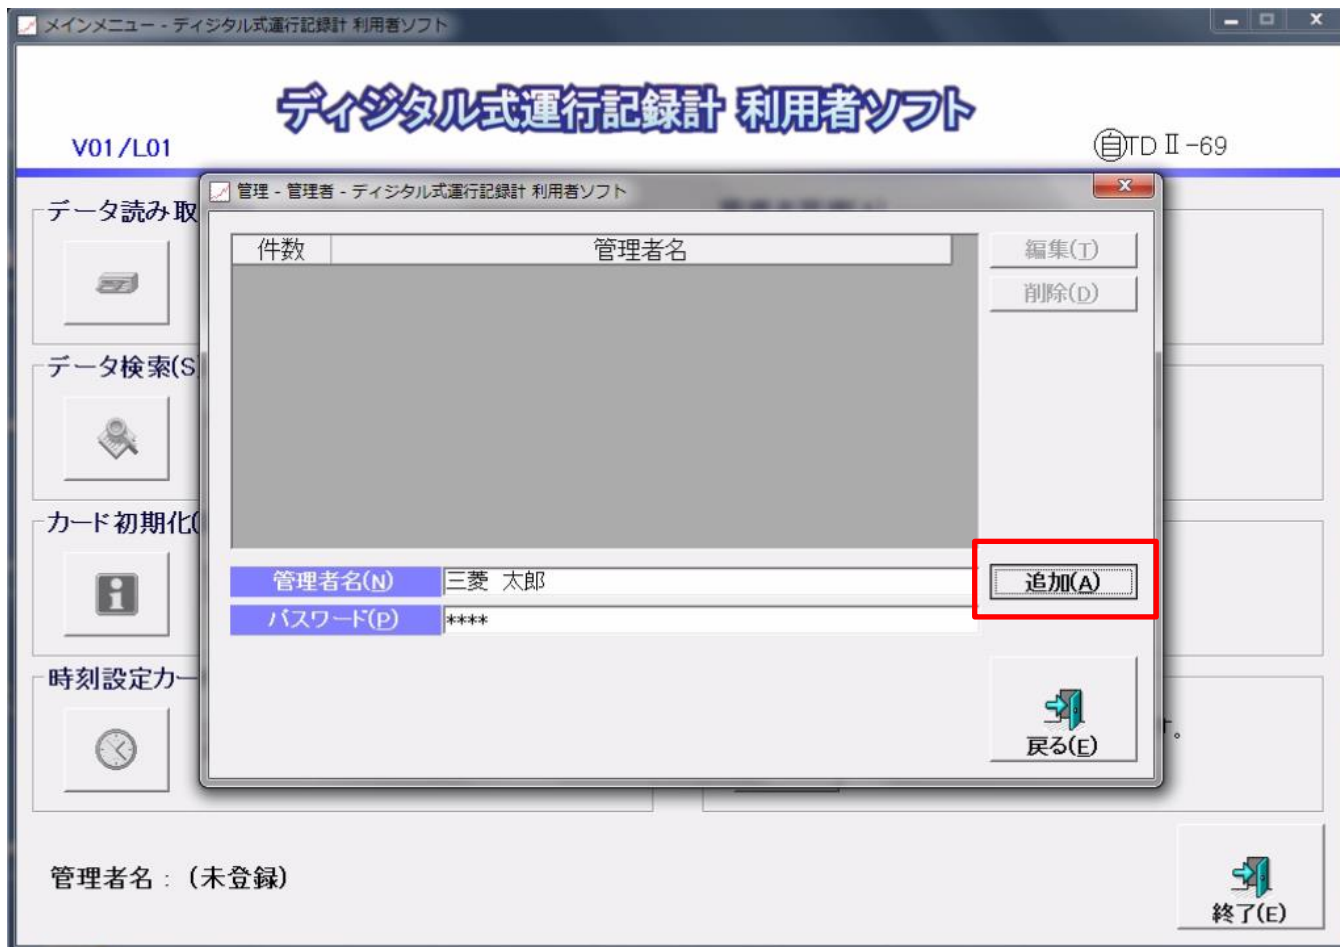 メインメニュー - ディジタル式運行記録計 利用者ソフト
ディジタル式運行記録計 利用者ソフト
V01/L01
自TDⅡ-69
データ読み取
管理 - 管理者 - ディジタル式運行記録計 利用者ソフト
件数 管理者名
編集(T)
削除(D)
データ検索(S
カード初期化(
管理者名(N) 三菱 太郎
追加(A)
パスワード(P) ****
時刻設定カー
す。
戻る(E)
管理者名 : (未登録)
終了(E)